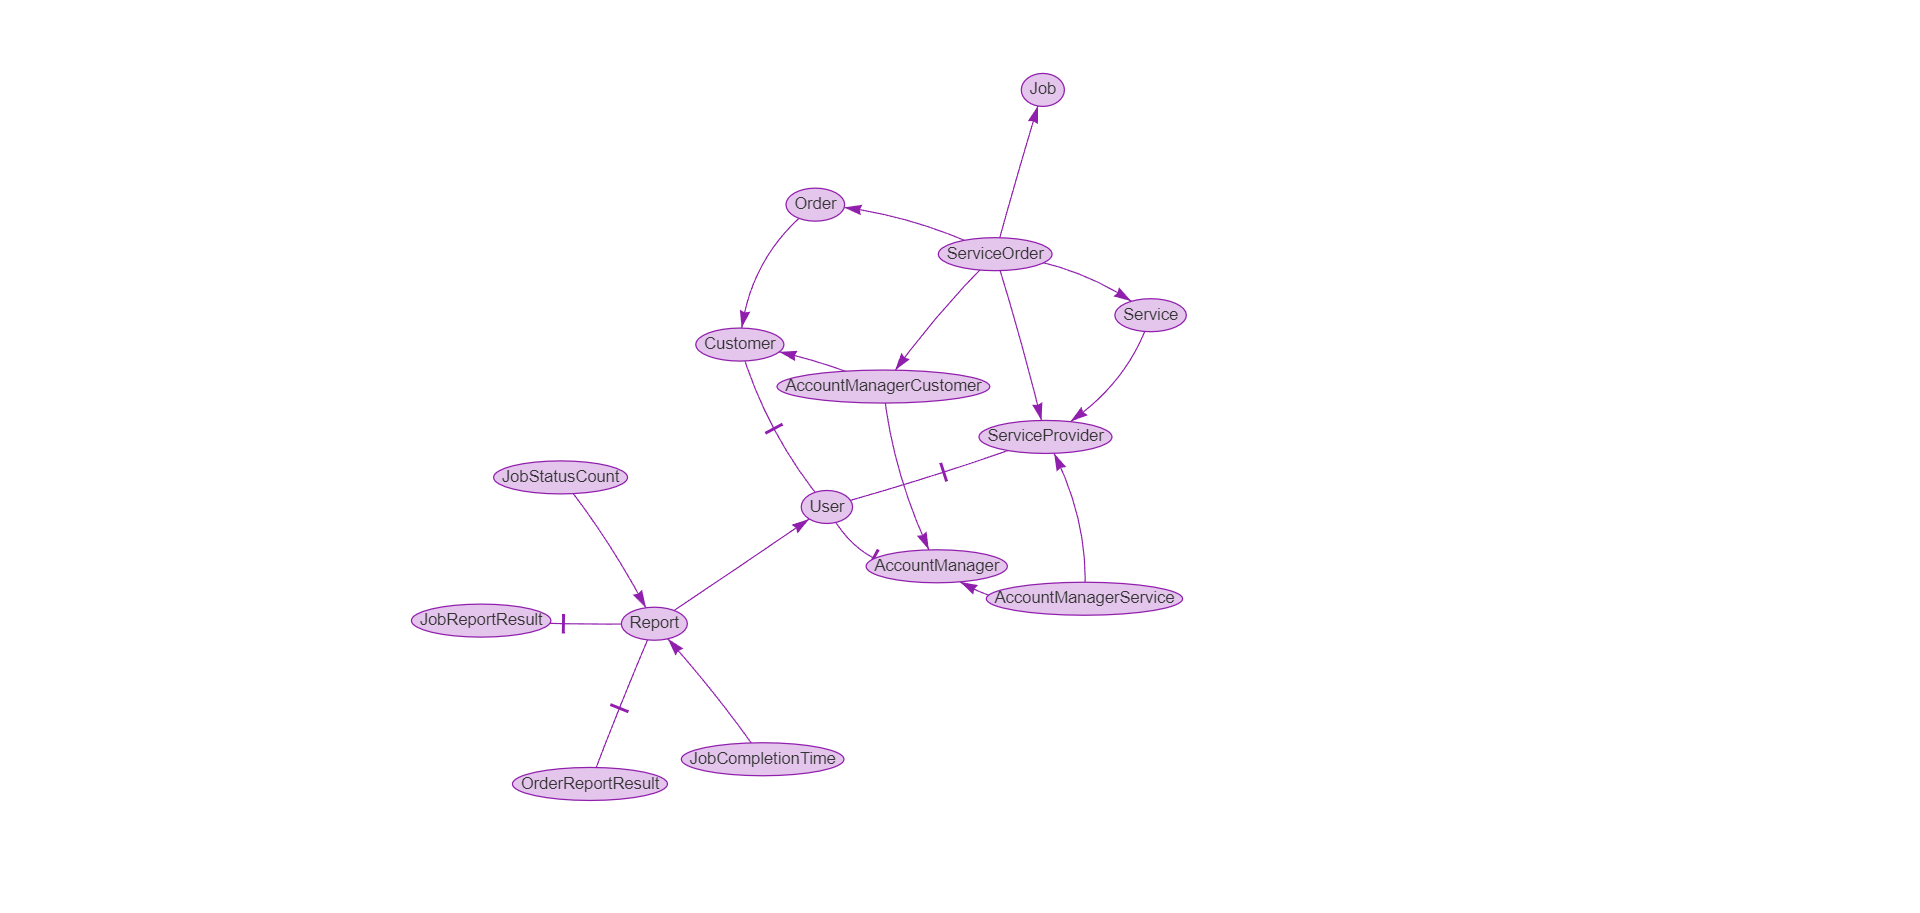 Job
Order
ServiceOrder
Service
Customer
AccountManagerCustomer
ServiceProvider
JobStatusCount
User
AccountManager
AccountManagerService
JobReportResult
Report
JobCompletionTime
OrderReportResult